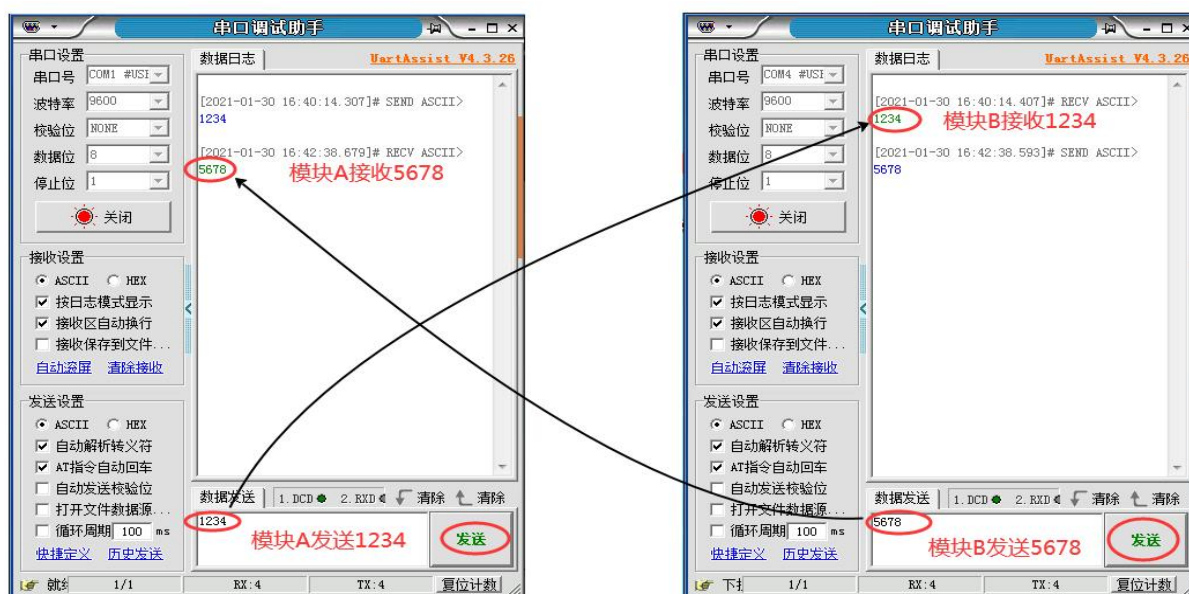 串口调试助手
串口设置
串口号 COM1 #USI
波特率 9600
校验位 NONE
数据位 8
停止位 1
关闭
接收设置
ASCII HEX
按日志模式显示
接收区自动换行
接收保存到文件...
自动滚屏 清除接收
发送设置
ASCII HEX
自动解析转义符
AT指令自动回车
自动发送校验位
打开文件数据源...
循环周期 100 ms
快捷定义 历史发送
数据日志 UartAssist V4.3.26
[2021-01-30 16:40:14.307]# SEND ASCII>
1234
[2021-01-30 16:42:38.679]# RECV ASCII>
5678 模块A接收5678
数据发送 1.DCD 2.RXD 清除 清除
1234
模块A发送1234
发送
1/1 RX:4 TX:4 复位计数
串口调试助手
串口设置
串口号 COM4 #USI
波特率 9600
校验位 NONE
数据位 8
停止位 1
关闭
接收设置
ASCII HEX
按日志模式显示
接收区自动换行
接收保存到文件...
自动滚屏 清除接收
发送设置
ASCII HEX
自动解析转义符
AT指令自动回车
自动发送校验位
打开文件数据源...
循环周期 100 ms
快捷定义 历史发送
数据日志 UartAssist V4.3.26
[2021-01-30 16:40:14.407]# RECV ASCII>
1234 模块B接收1234
[2021-01-30 16:42:38.593]# SEND ASCII>
5678
数据发送 1.DCD 2.RXD 清除 清除
5678
模块B发送5678
发送
1/1 RX:4 TX:4 复位计数